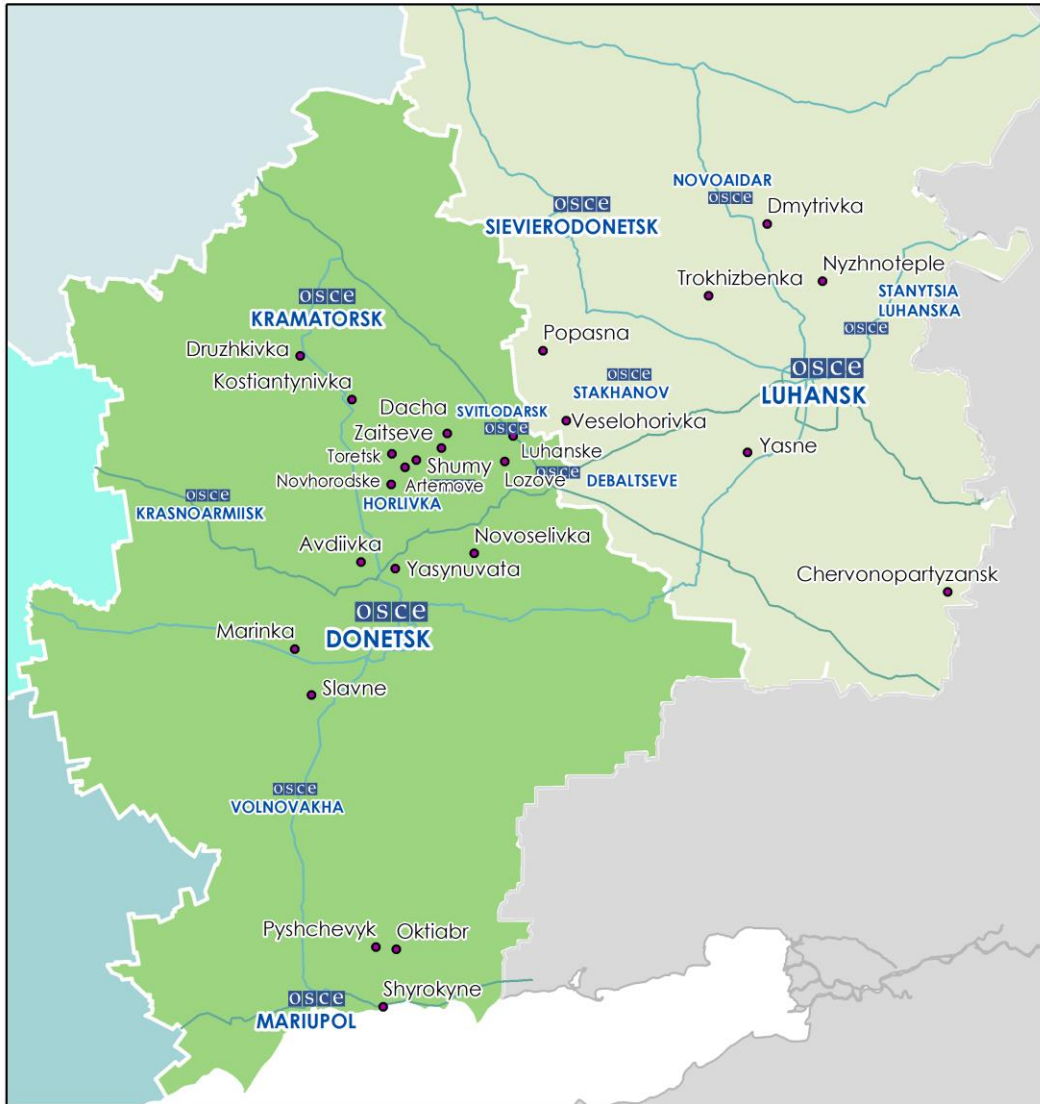 NOVOAIDAR
osce
Dmytrivka
osce
SIEVIERODONETSK
Trokhizbenka
Nyzhnoteple
STANYTSIA
LUHANSKA
osce
osce
KRAMATORSK
Druzhkivka
Popasna
osce
LUHANSK
osce
STAKHANOV
Kostiantynivka
Dacha
SVITLODARSK
osce
Veselohorivka
Zaitseve
Luhanske
Yasne
Toretsk
Shumy
Lozove
osce
DEBALTSEVE
Novhorodske
Artemove
HORLIVKA
osce
KRASNOARMIISK
Avdiivka
Novoselivka
Yasynuvata
Chervonopartyzansk
osce
DONETSK
Marinka
Slavne
osce
VOLNOVAKHA
Pyshchevyk
Oktiabr
Shyrokyne
osce
MARIUPOL